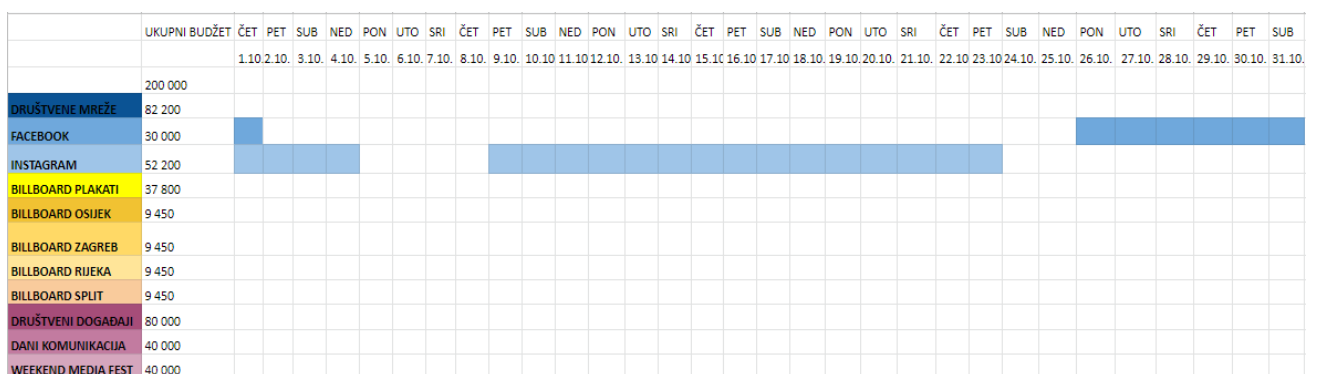 UKUPNI BUDŽET ČET PET SUB NED PON UTO SRI ČET PET SUB NED PON UTO SRI ČET PET SUB NED PON UTO SRI ČET PET SUB NED PON UTO SRI ČET PET SUB
1.10. 2.10. 3.10. 4.10. 5.10. 6.10. 7.10. 8.10. 9.10. 10.10 11.10 12.10. 13.10 14.10 15.10 16.10 17.10 18.10. 19.10. 20.10. 21.10. 22.10 23.10 24.10. 25.10. 26.10. 27.10. 28.10. 29.10. 30.10. 31.10.
200 000
DRUŠTVENE MREŽE 82 200
FACEBOOK 30 000
INSTAGRAM 52 200
BILLBOARD PLAKATI 37 800
BILLBOARD OSIJEK 9 450
BILLBOARD ZAGREB 9 450
BILLBOARD RIJEKA 9 450
BILLBOARD SPLIT 9 450
DRUŠTVENI DOGAĐAJI 80 000
DANI KOMUNIKACIJA 40 000
WEEKEND MEDIA FEST 40 000